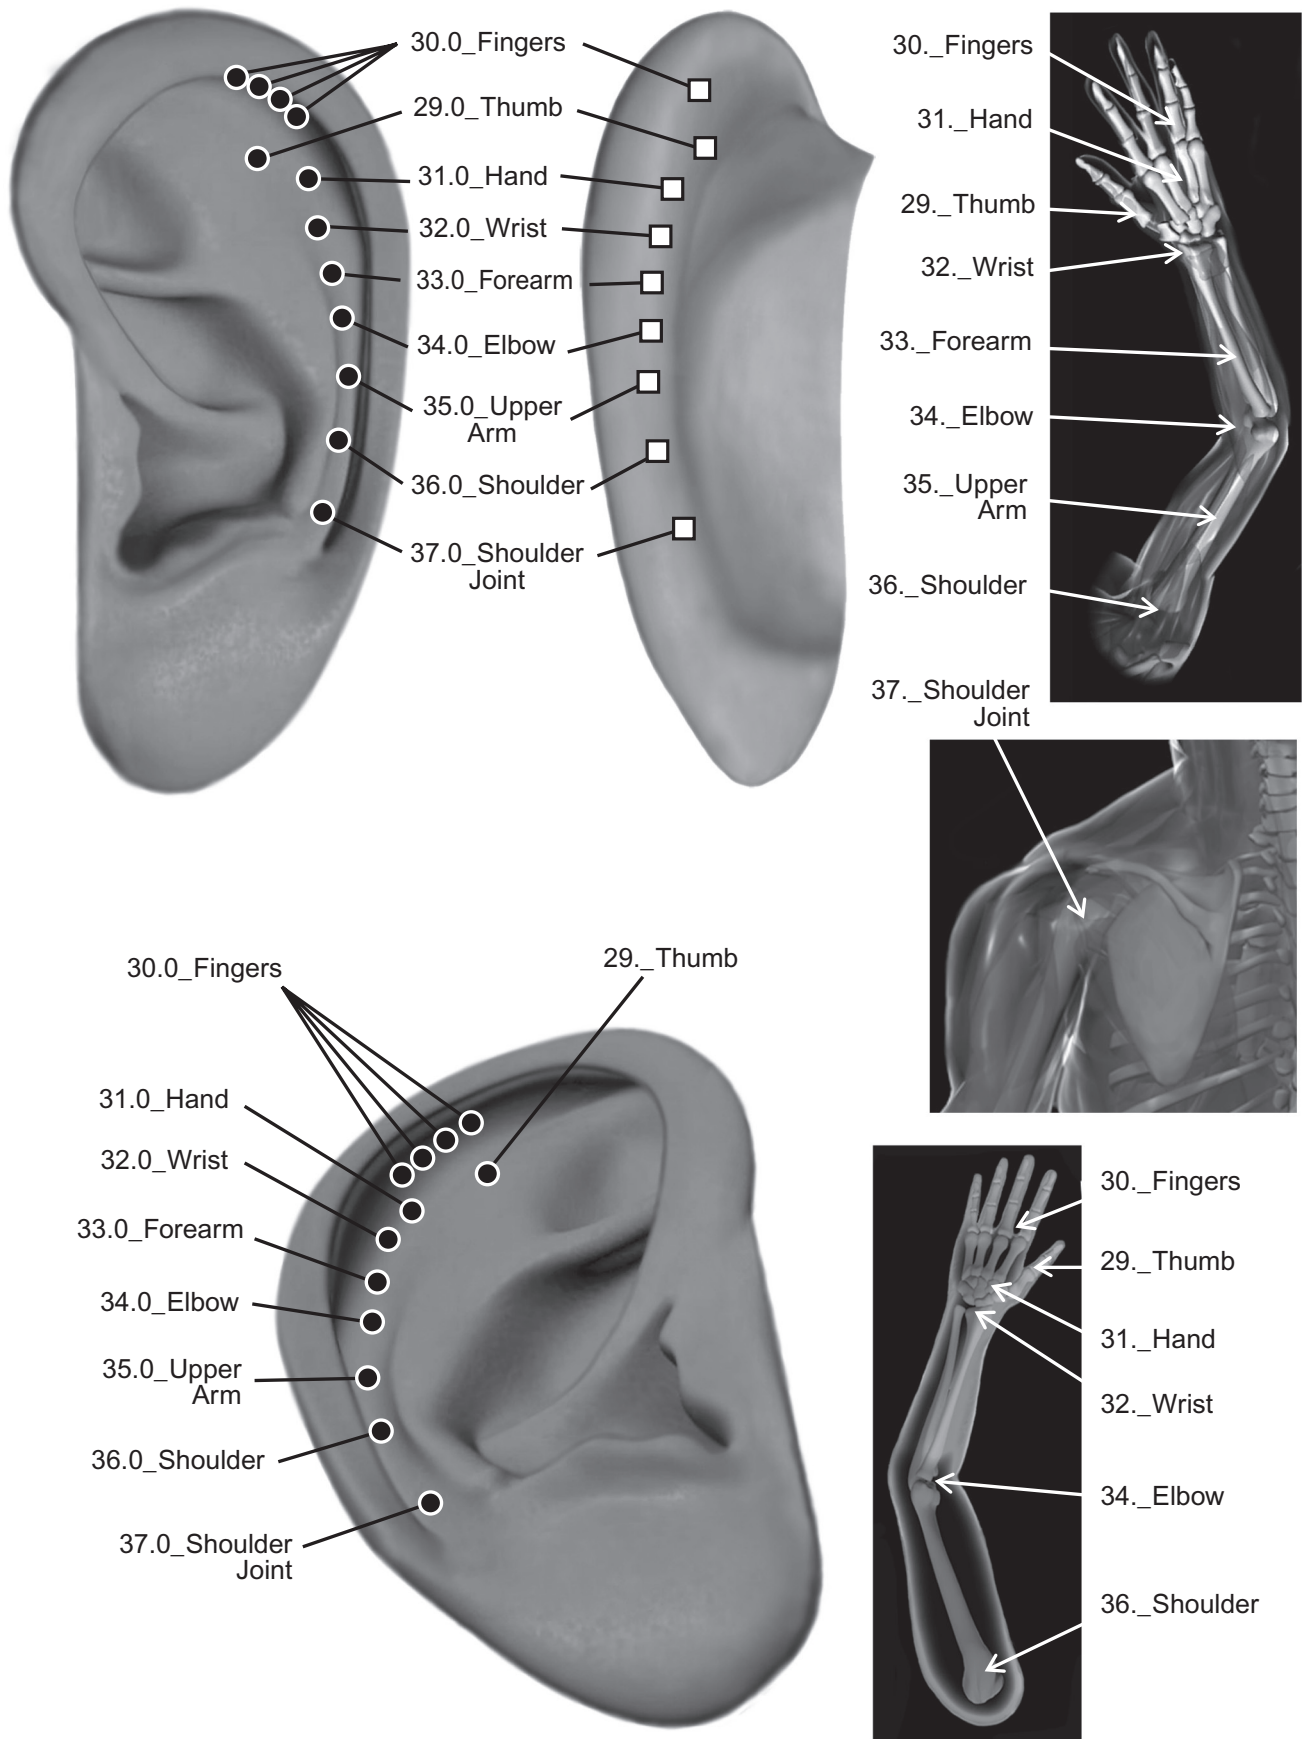 30.0_Fingers
29.0_Thumb
31.0_Hand
32.0_Wrist
33.0_Forearm
34.0_Elbow
35.0_Upper
Arm
36.0_Shoulder
37.0_Shoulder
Joint
30._Fingers
31._Hand
29._Thumb
32._Wrist
33._Forearm
34._Elbow
35._Upper
Arm
36._Shoulder
37._Shoulder
Joint
30.0_Fingers
29._Thumb
31.0_Hand
32.0_Wrist
33.0_Forearm
34.0_Elbow
35.0_Upper
Arm
36.0_Shoulder
37.0_Shoulder
Joint
30._Fingers
29._Thumb
31._Hand
32._Wrist
34._Elbow
36._Shoulder